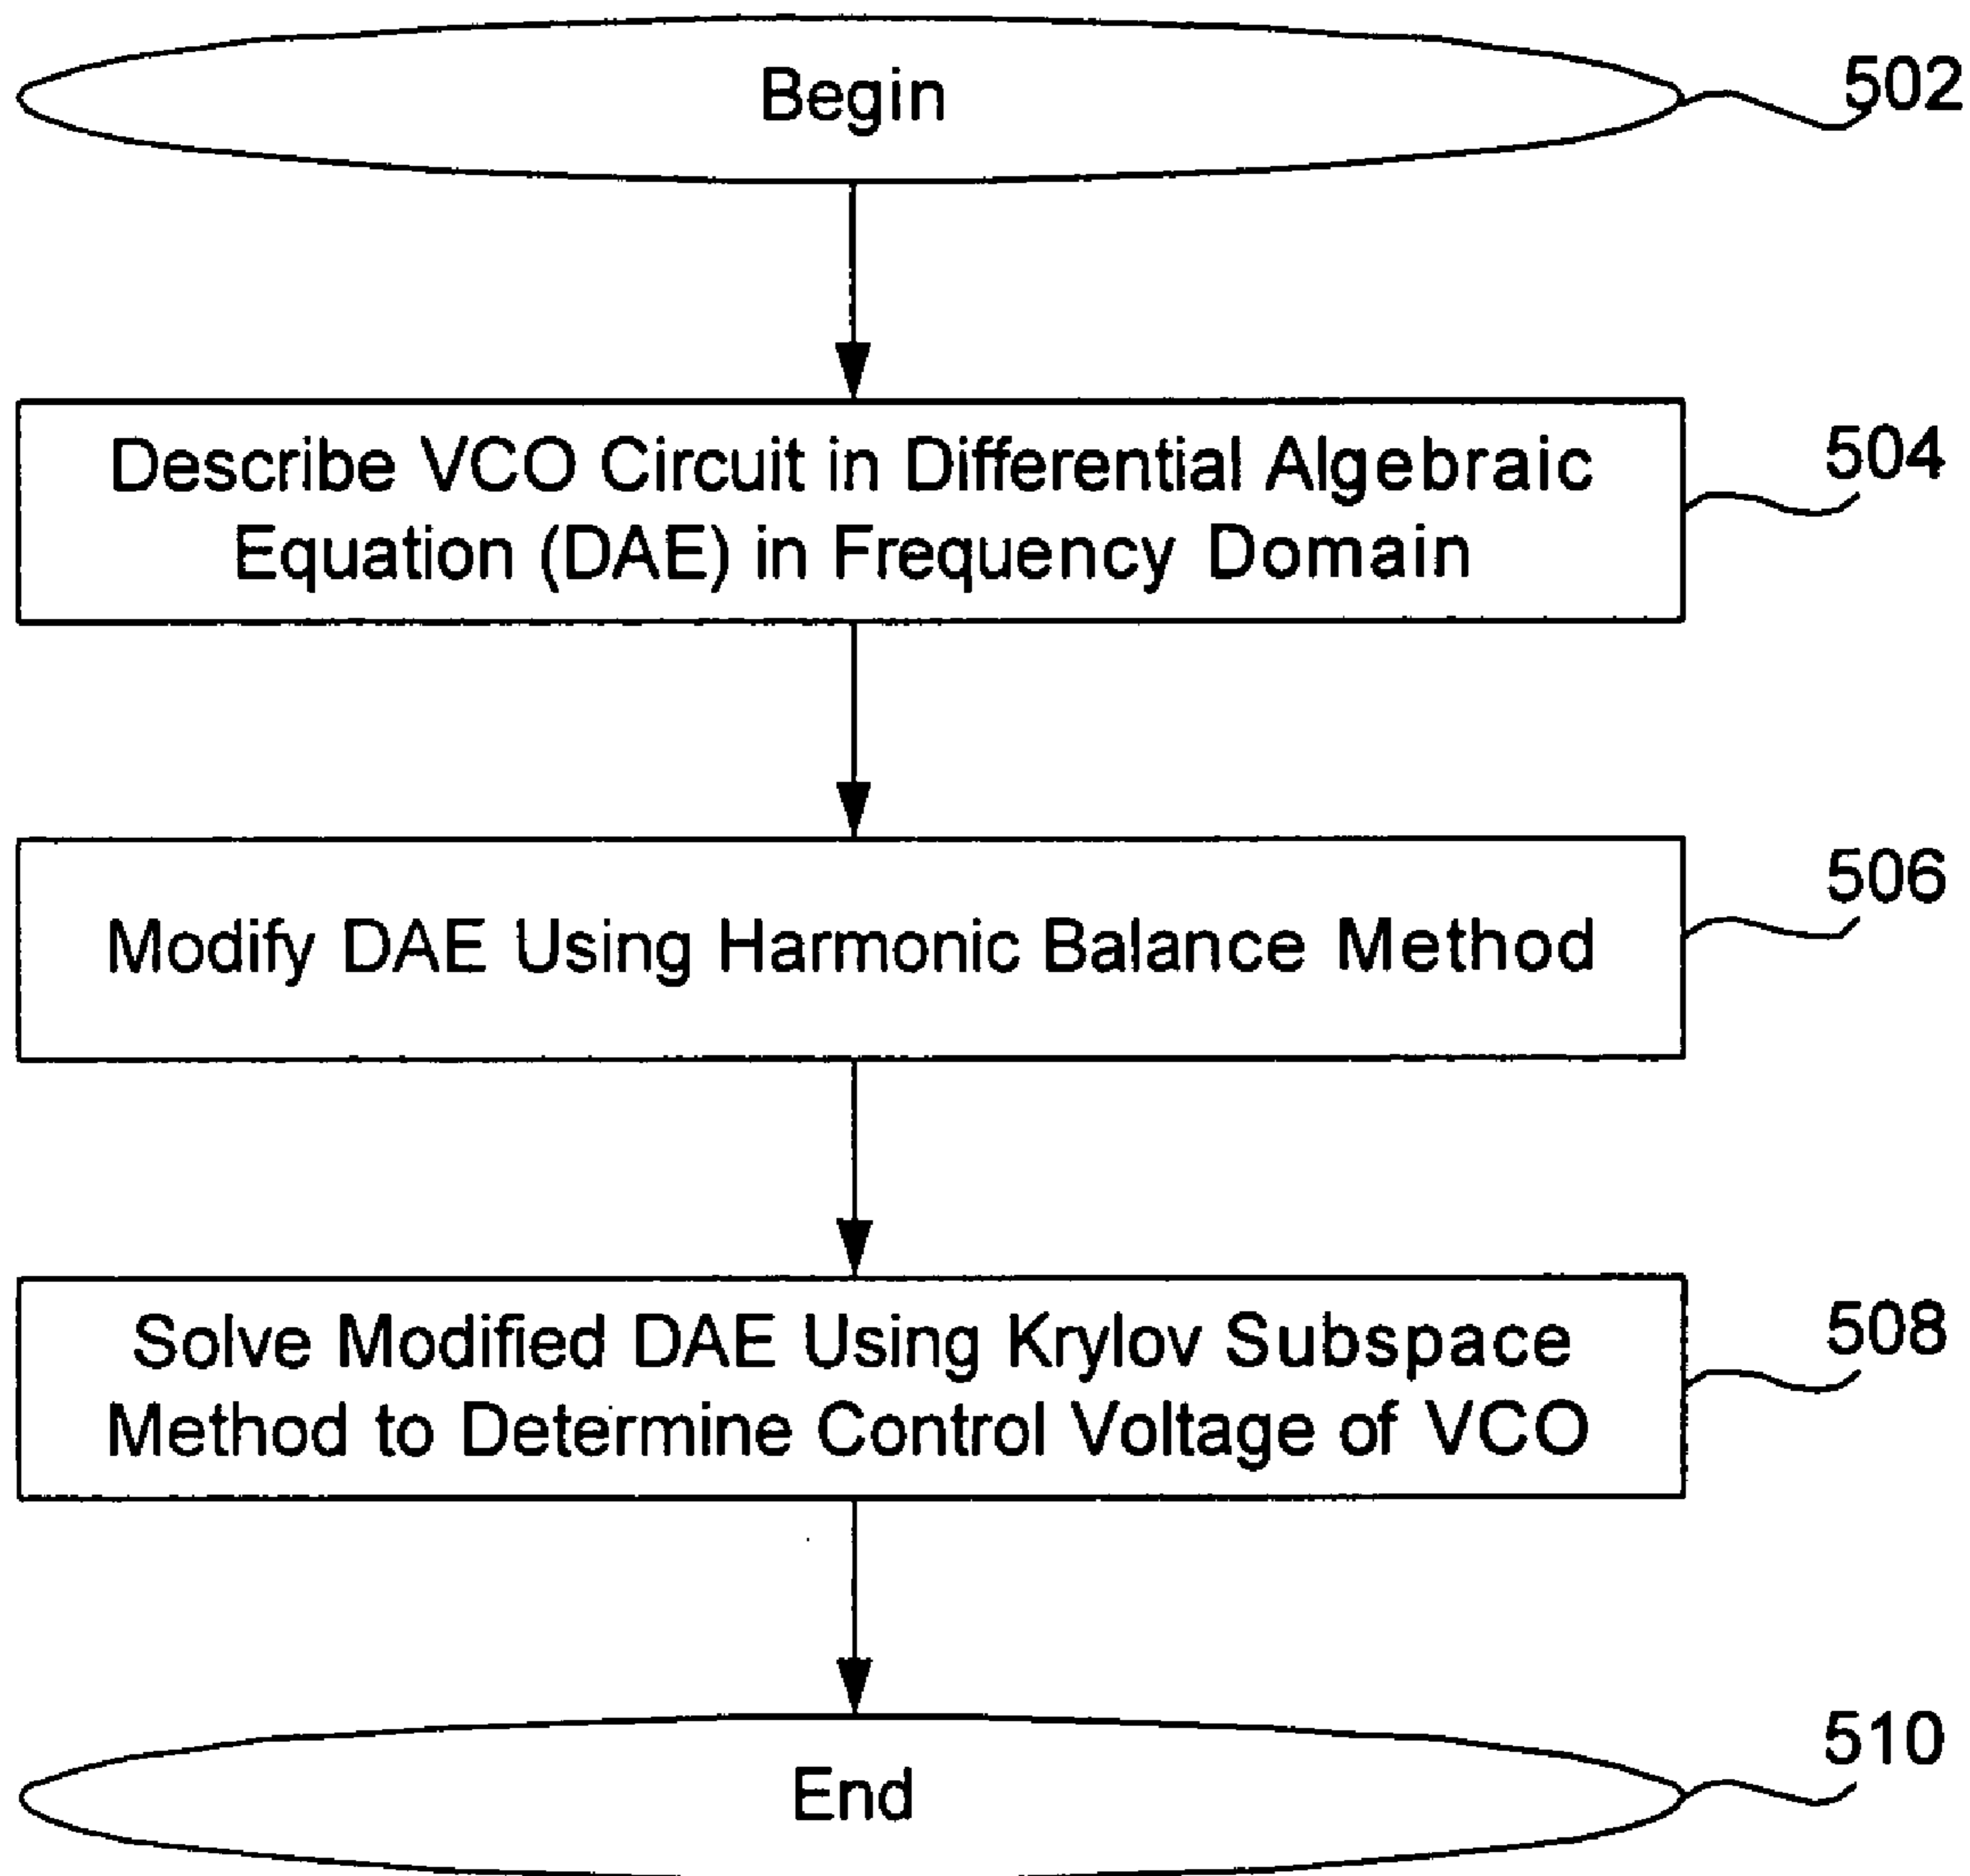 Begin
502
Describe VCO Circuit in Differential Algebraic
Equation (DAE) in Frequency Domain
504
Modify DAE Using Harmonic Balance Method
506
Solve Modified DAE Using Krylov Subspace
Method to Determine Control Voltage of VCO
508
End
510